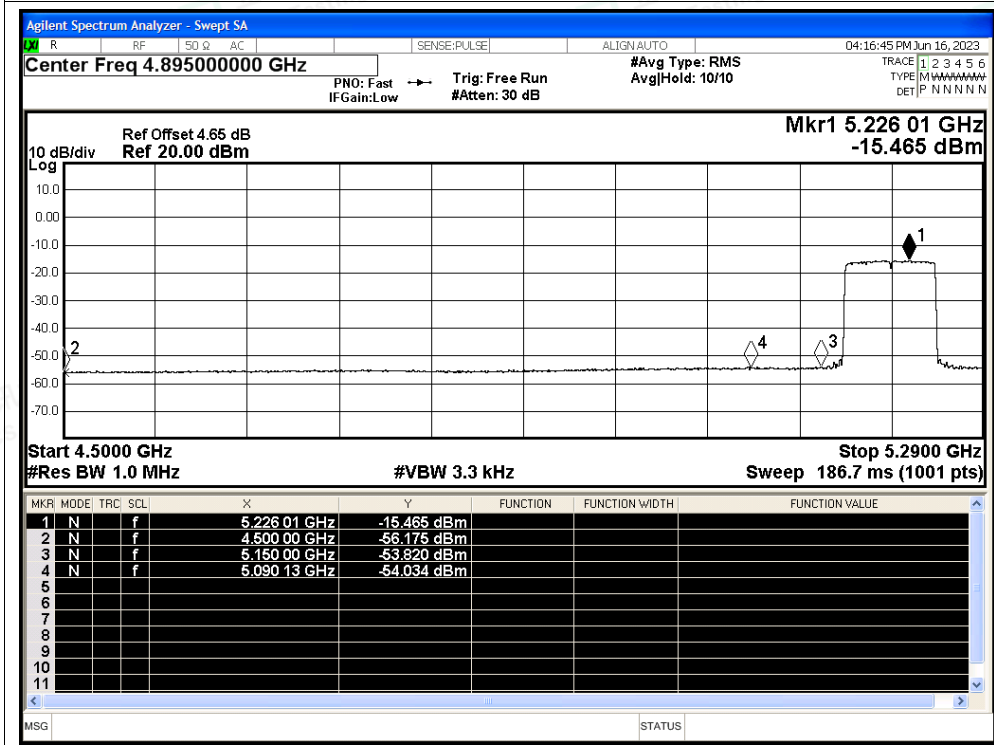 Agilent Spectrum Analyzer - Swept SA
LXI R RF 50 Ω AC SENSE:PULSE ALIGN AUTO 04:16:45 PM Jun 16, 2023
Center Freq 4.895000000 GHz
PNO: Fast
IFGain:Low
Trig: Free Run
#Atten: 30 dB
#Avg Type: RMS
Avg|Hold: 10/10
TRACE 1 2 3 4 5 6
TYPE M WWWWW
DET P N N N N N
Ref Offset 4.65 dB
10 dB/div Ref 20.00 dBm
Log
Mkr1 5.226 01 GHz
-15.465 dBm
10.0
0.00
-10.0
-20.0
-30.0
-40.0
-50.0
-60.0
-70.0
1
2
3
4
Start 4.5000 GHz Stop 5.2900 GHz
#Res BW 1.0 MHz #VBW 3.3 kHz Sweep 186.7 ms (1001 pts)
MKR MODE TRC SCL X Y FUNCTION FUNCTION WIDTH FUNCTION VALUE
1 N f 5.226 01 GHz -15.465 dBm
2 N f 4.500 00 GHz -56.175 dBm
3 N f 5.150 00 GHz -53.820 dBm
4 N f 5.090 13 GHz -54.034 dBm
5
6
7
8
9
10
11
MSG STATUS